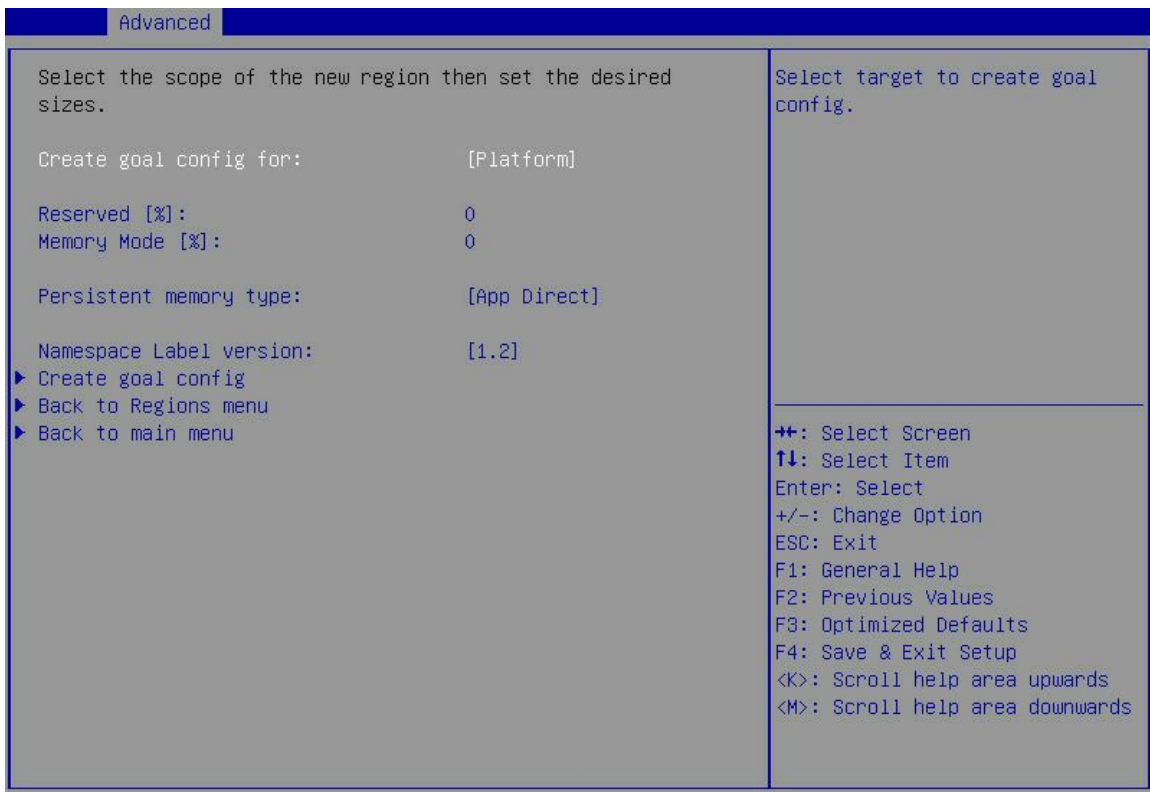 Advanced
Select the scope of the new region then set the desired
sizes.
Create goal config for: [Platform]
Reserved [%]: 0
Memory Mode [%]: 0
Persistent memory type: [App Direct]
Namespace Label version: [1.2]
Create goal config
Back to Regions menu
Back to main menu
Select target to create goal
config.
→←: Select Screen
↑↓: Select Item
Enter: Select
+/-: Change Option
ESC: Exit
F1: General Help
F2: Previous Values
F3: Optimized Defaults
F4: Save & Exit Setup
<K>: Scroll help area upwards
<M>: Scroll help area downwards